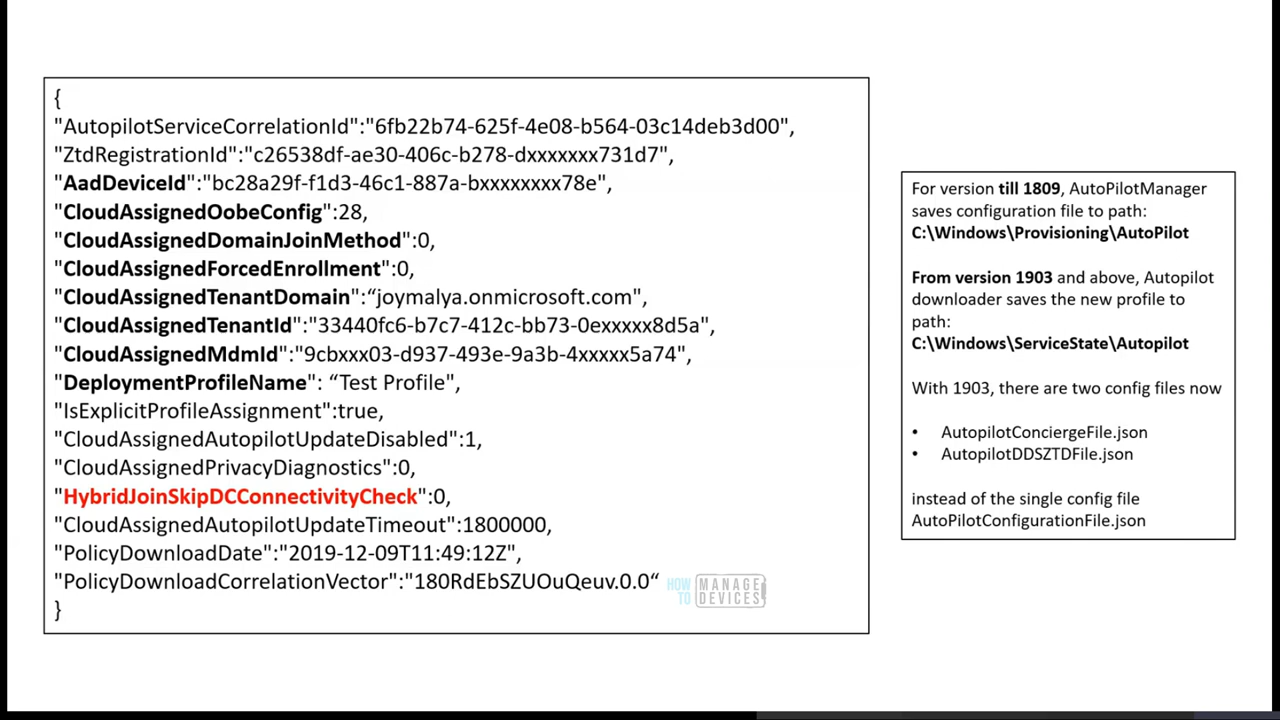 {
"AutopilotServiceCorrelationId":"6fb22b74-625f-4e08-b564-03c14deb3d00",
"ZtdRegistrationId":"c26538df-ae30-406c-b278-dxxxxxxx731d7",
"AadDeviceId":"bc28a29f-f1d3-46c1-887a-bxxxxxxxx78e",
"CloudAssignedOobeConfig":28,
"CloudAssignedDomainJoinMethod":0,
"CloudAssignedForcedEnrollment":0,
"CloudAssignedTenantDomain":“joymalya.onmicrosoft.com",
"CloudAssignedTenantId":"33440fc6-b7c7-412c-bb73-0exxxxx8d5a",
"CloudAssignedMdmId":"9cbxxx03-d937-493e-9a3b-4xxxxx5a74",
"DeploymentProfileName": “Test Profile",
"IsExplicitProfileAssignment":true,
"CloudAssignedAutopilotUpdateDisabled":1,
"CloudAssignedPrivacyDiagnostics":0,
"HybridJoinSkipDCConnectivityCheck":0,
"CloudAssignedAutopilotUpdateTimeout":1800000,
"PolicyDownloadDate":"2019-12-09T11:49:12Z",
"PolicyDownloadCorrelationVector":"180RdEbSZUOuQeuv.0.0“
}
HOW TO MANAGE DEVICES
For version till 1809, AutoPilotManager
saves configuration file to path:
C:\Windows\Provisioning\AutoPilot
From version 1903 and above, Autopilot
downloader saves the new profile to
path:
C:\Windows\ServiceState\Autopilot
With 1903, there are two config files now
• AutopilotConciergeFile.json
• AutopilotDDSZTDFile.json
instead of the single config file
AutoPilotConfigurationFile.json